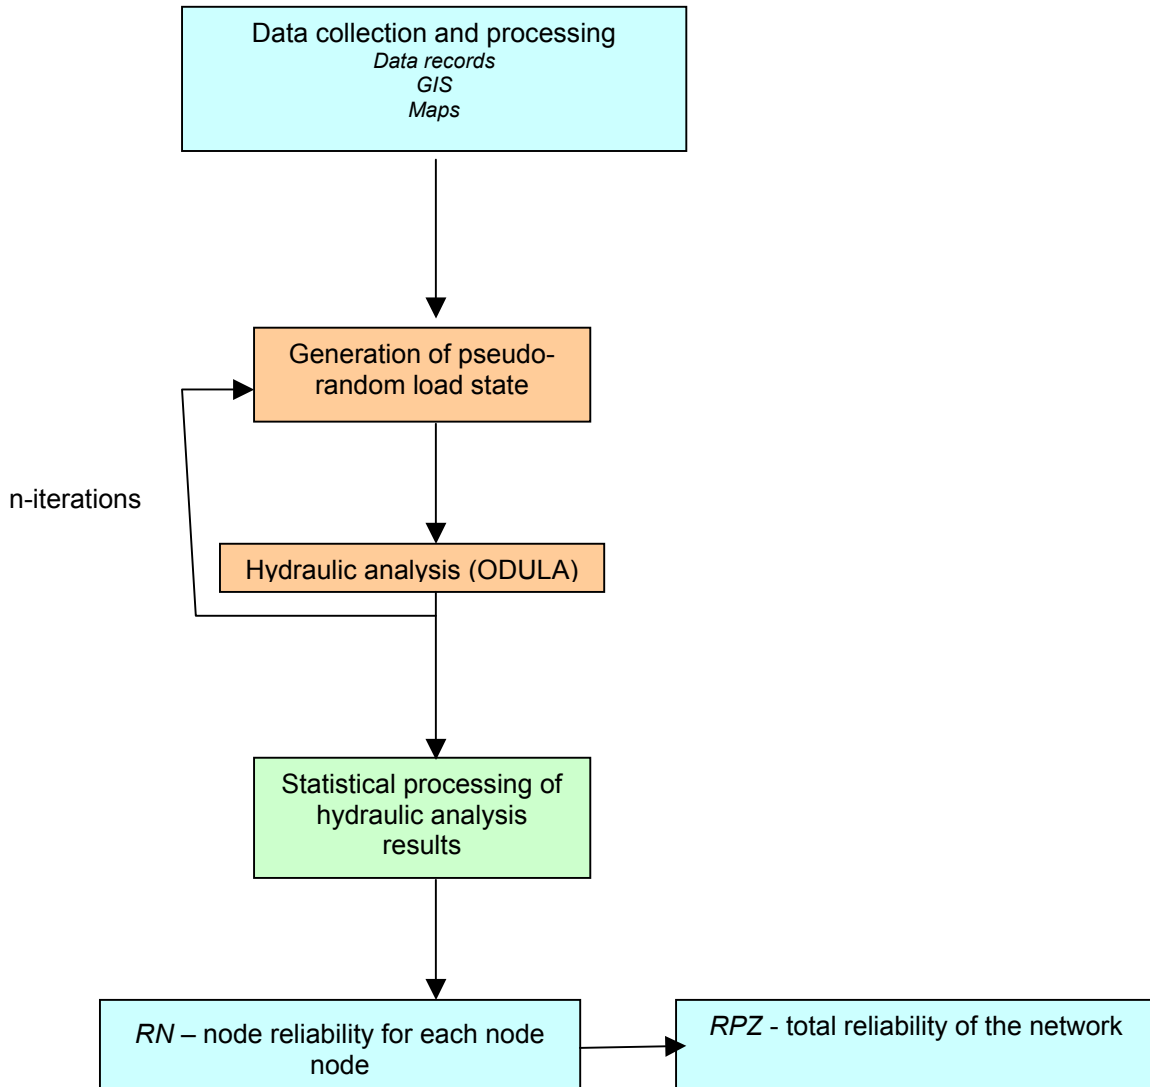 Data collection and processing
Data records
GIS
Maps
Generation of pseudo-
random load state
n-iterations
Hydraulic analysis (ODULA)
Statistical processing of
hydraulic analysis
results
RN – node reliability for each node
node
RPZ - total reliability of the network